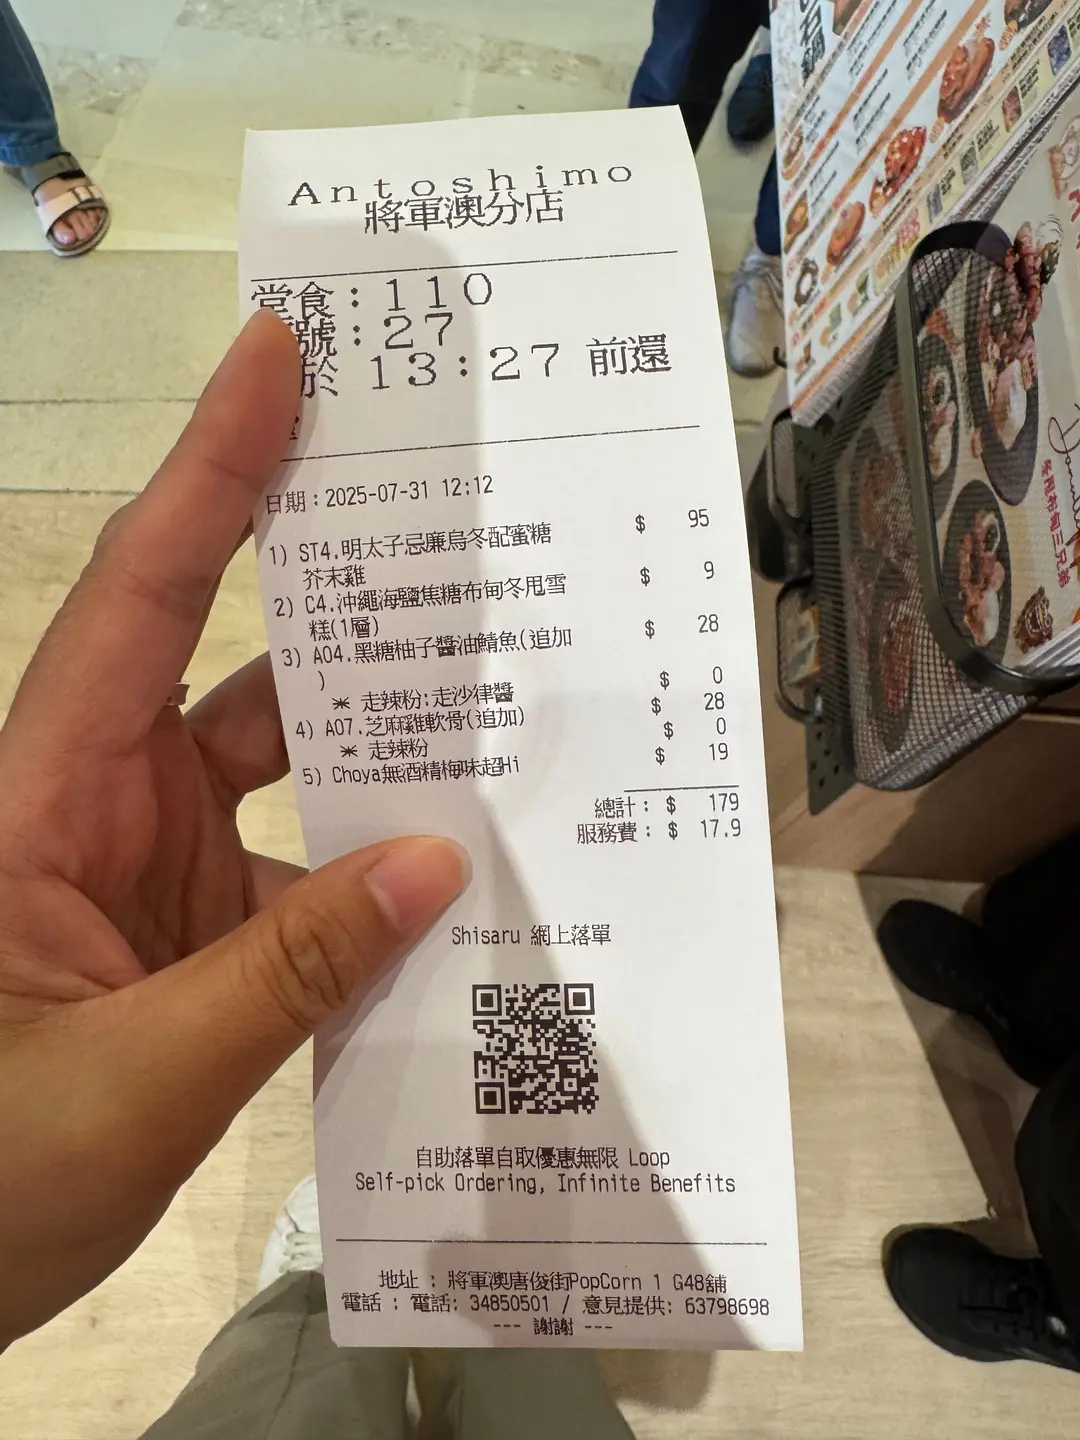 Antoshimo
將軍澳分店
堂食：110
號：27
於 13:27 前還
日期：2025-07-31 12:12
1) ST4.明太子忌廉烏冬配蜜糖 $ 95
芥末雞
2) C4.沖繩海鹽焦糖布甸冬甩雪 $ 9
糕(1層)
3) A04.黑糖柚子醬油鯖魚(追加 $ 28
)
* 走辣粉:走沙律醬 $ 0
4) A07.芝麻雞軟骨(追加) $ 28
* 走辣粉 $ 0
5) Choya無酒精梅味超Hi $ 19
總計： $ 179
服務費： $ 17.9
Shisaru 網上落單
自助落單自取優惠無限 Loop
Self-pick Ordering, Infinite Benefits
地址 : 將軍澳唐俊街PopCorn 1 G48舖
電話 : 電話: 34850501 / 意見提供: 63798698
--- 謝謝 ---